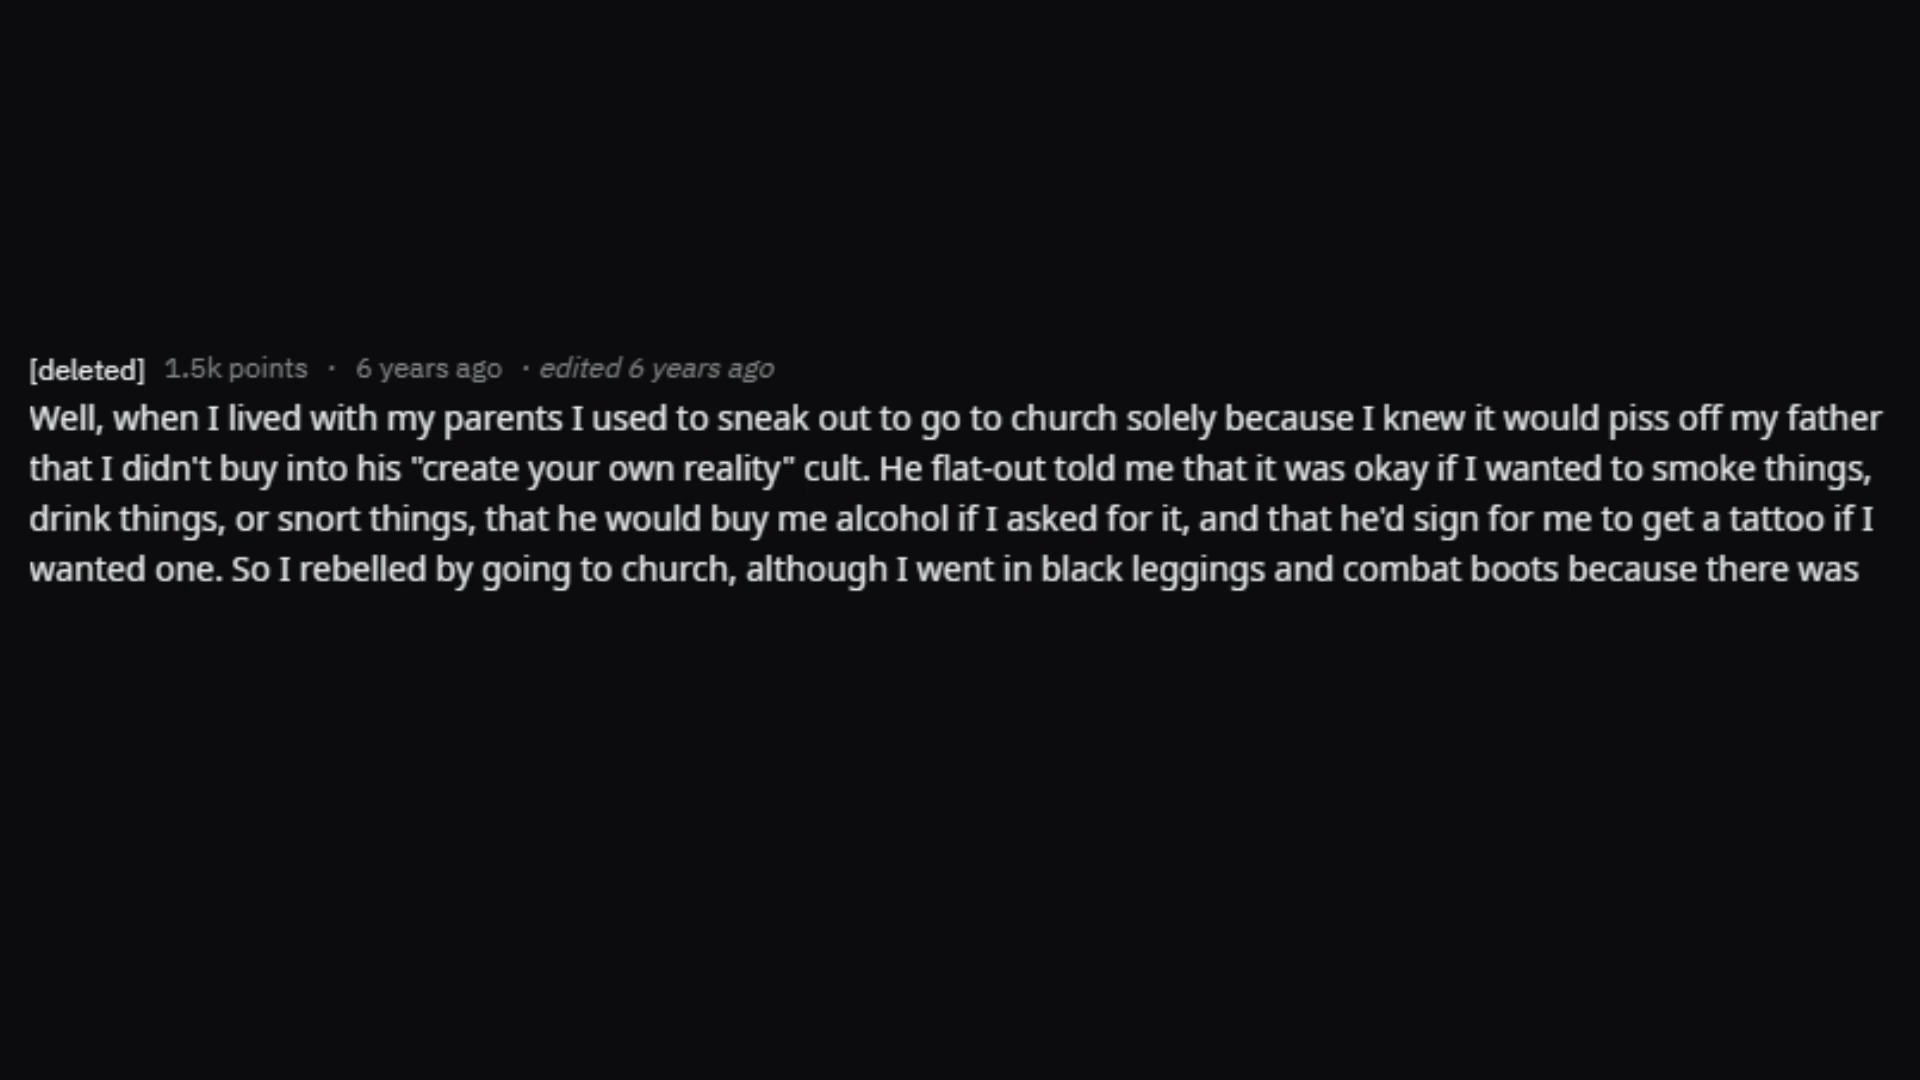 [deleted] 1.5k points · 6 years ago · edited 6 years ago
Well, when I lived with my parents I used to sneak out to go to church solely because I knew it would piss off my father
that I didn't buy into his "create your own reality" cult. He flat-out told me that it was okay if I wanted to smoke things,
drink things, or snort things, that he would buy me alcohol if I asked for it, and that he'd sign for me to get a tattoo if I
wanted one. So I rebelled by going to church, although I went in black leggings and combat boots because there was